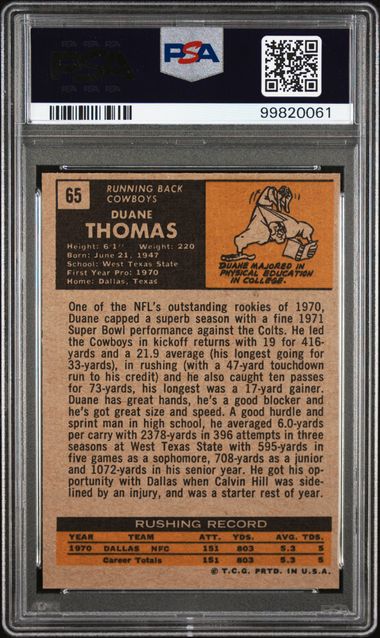 PSA
PSA
99820061
65
RUNNING BACK
COWBOYS
DUANE
THOMAS
Height: 6'1" Weight: 220
Born: June 21, 1947
School: West Texas State
First Year Pro: 1970
Home: Dallas, Texas
DUANE MAJORED IN
PHYSICAL EDUCATION
IN COLLEGE.
One of the NFL's outstanding rookies of 1970,
Duane capped a superb season with a fine 1971
Super Bowl performance against the Colts. He led
the Cowboys in kickoff returns with 19 for 416-
yards and a 21.9 average (his longest going for
33-yards), in rushing (with a 47-yard touchdown
run to his credit) and he also caught ten passes
for 73-yards, his longest was a 17-yard gainer.
Duane has great hands, he's a good blocker and
he's got great size and speed. A good hurdle and
sprint man in high school, he averaged 6.0-yards
per carry with 2378-yards in 396 attempts in three
seasons at West Texas State with 595-yards in
five games as a sophomore, 708-yards as a junior
and 1072-yards in his senior year. He got his op-
portunity with Dallas when Calvin Hill was side-
lined by an injury, and was a starter rest of year.
RUSHING RECORD
YEAR TEAM ATT. YDS. AVG. TDS.
1970 DALLAS NFC 151 803 5.3 5
Career Totals 151 803 5.3 5
© T.C.G. PRTD. IN U.S.A.